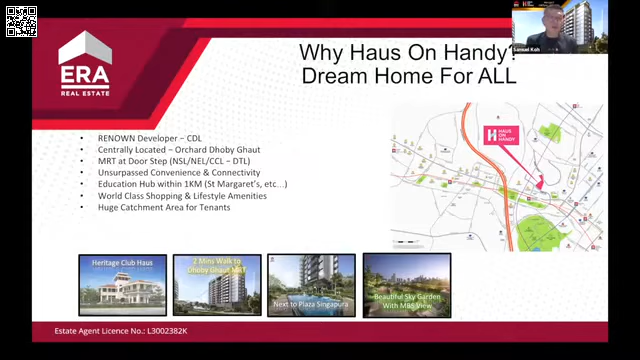 Samuel Koh
ERA
REAL ESTATE
Why Haus On Handy?
Dream Home For ALL
• RENOWN Developer – CDL
• Centrally Located – Orchard Dhoby Ghaut
• MRT at Door Step (NSL/NEL/CCL – DTL)
• Unsurpassed Convenience & Connectivity
• Education Hub within 1KM (St Margaret's, etc…)
• World Class Shopping & Lifestyle Amenities
• Huge Catchment Area for Tenants
H
HAUS
ON
HANDY
Heritage Club Haus
2 Mins Walk to
Dhoby Ghaut MRT
Next to Plaza Singapura
Beautiful Sky Garden
With MBS View
Estate Agent Licence No.: L3002382K